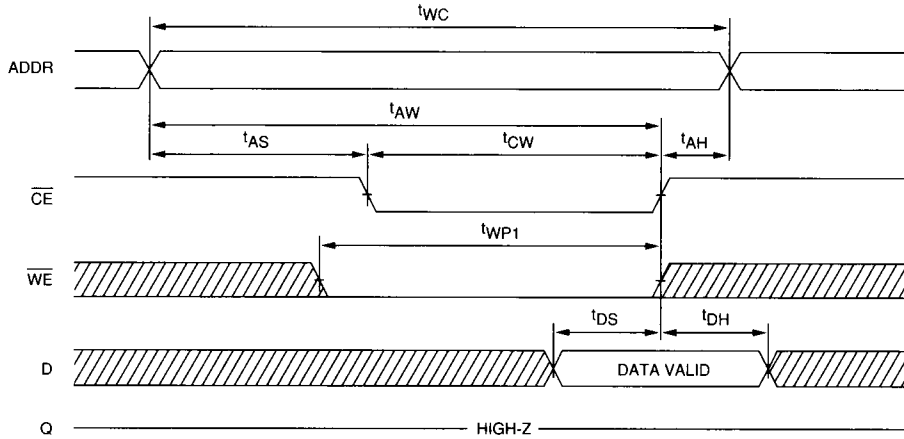 tWC
ADDR
tAW
tAS tCW tAH
CE
tWP1
WE
tDS tDH
D DATA VALID
Q HIGH-Z